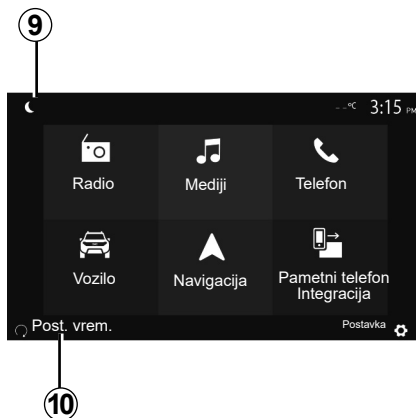 9
--°C 3:15 PM
Radio
Mediji
Telefon
Vozilo
Navigacija
Pametni telefon
Integracija
Post. vrem.
Postavka
10